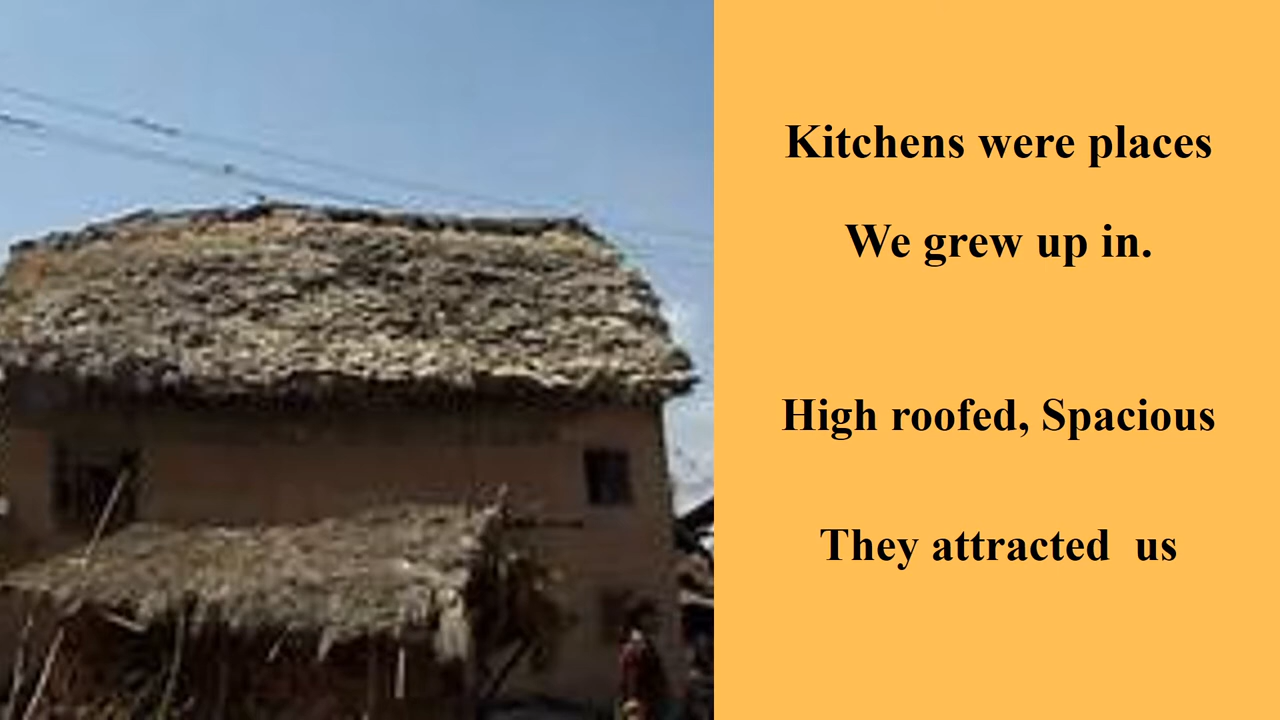 Kitchens were places
We grew up in.
High roofed, Spacious
They attracted  us